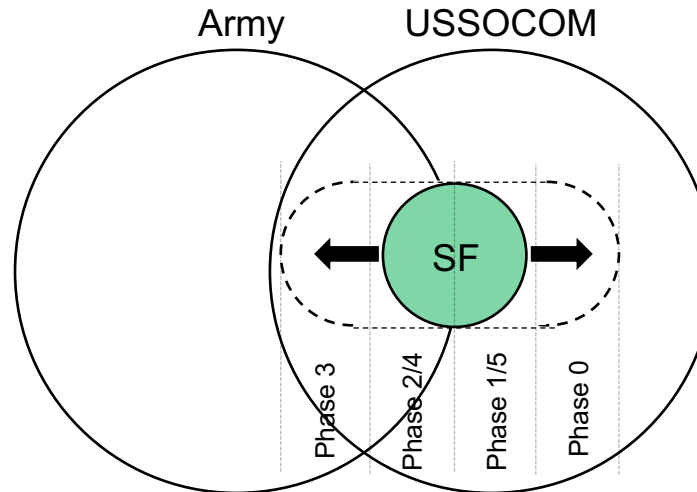 Army
USSOCOM
SF
Phase 3
Phase 2/4
Phase 1/5
Phase 0